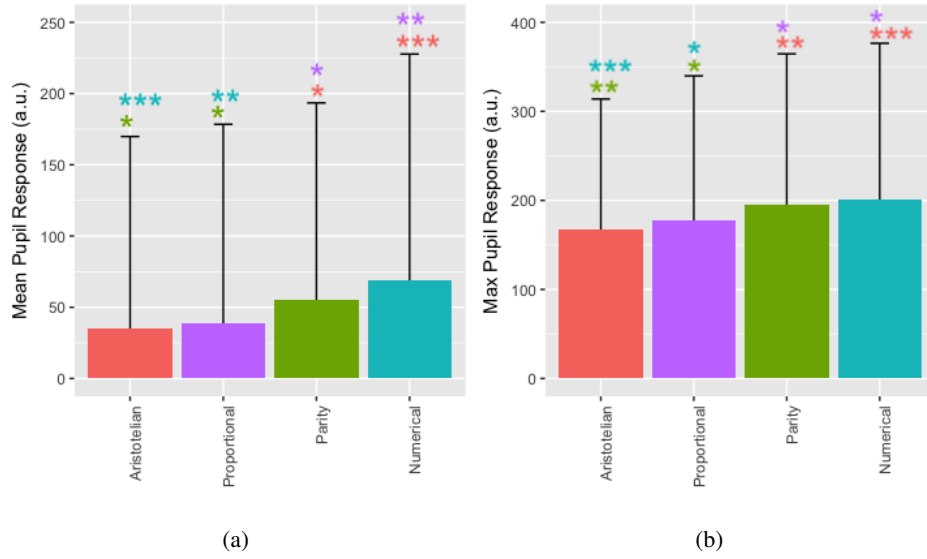 Mean Pupil Response (a.u.)
250
200
150
100
50
0
**
***
*
*
**
*
***
*
Aristotelian
Proportional
Parity
Numerical
(a)
Max Pupil Response (a.u.)
400
300
200
100
0
*
***
*
**
*
*
***
**
Aristotelian
Proportional
Parity
Numerical
(b)